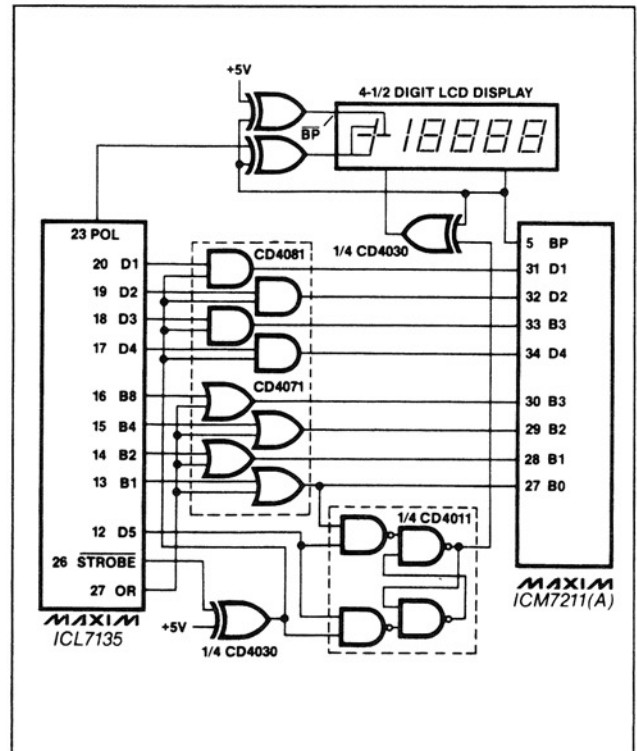 +5V
4-1/2 DIGIT LCD DISPLAY
BP
18888
23 POL
1/4 CD4030
5 BP
20 D1
CD4081
31 D1
19 D2
32 D2
18 D3
33 B3
17 D4
34 D4
CD4071
16 B8
30 B3
15 B4
29 B2
14 B2
28 B1
13 B1
27 B0
1/4 CD4011
12 D5
26 STROBE
27 OR
MAXIM
ICL7135
+5V
1/4 CD4030
MAXIM
ICM7211(A)